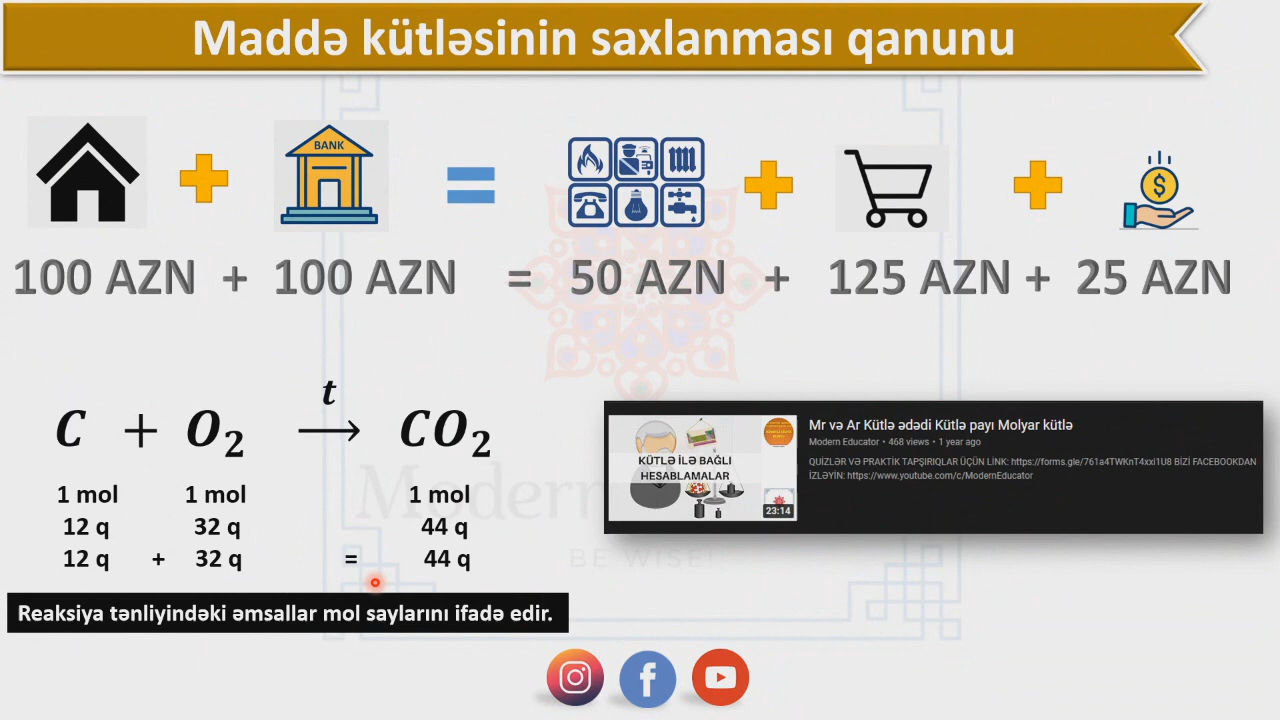 Maddə kütləsinin saxlanması qanunu
BANK
100 AZN + 100 AZN = 50 AZN + 125 AZN + 25 AZN
t
C + O₂ ⟶ CO₂
1 mol 1 mol 1 mol
12 q 32 q 44 q
12 q + 32 q = 44 q
Mr və Ar Kütlə ədədi Kütlə payı Molyar kütlə
Modern Educator • 468 views • 1 year ago
QUİZLƏR VƏ PRAKTİK TAPŞIRIQLAR ÜÇÜN LİNK: https://forms.gle/761a4TWKnT4xxi1U8 BİZİ FACEBOOKDAN
İZLƏYİN: https://www.youtube.com/c/ModernEducator
KÜTLƏ İLƏ BAĞLI
HESABLAMALAR
23:14
Modern
BE WISE!
Reaksiya tənliyindəki əmsallar mol saylarını ifadə edir.